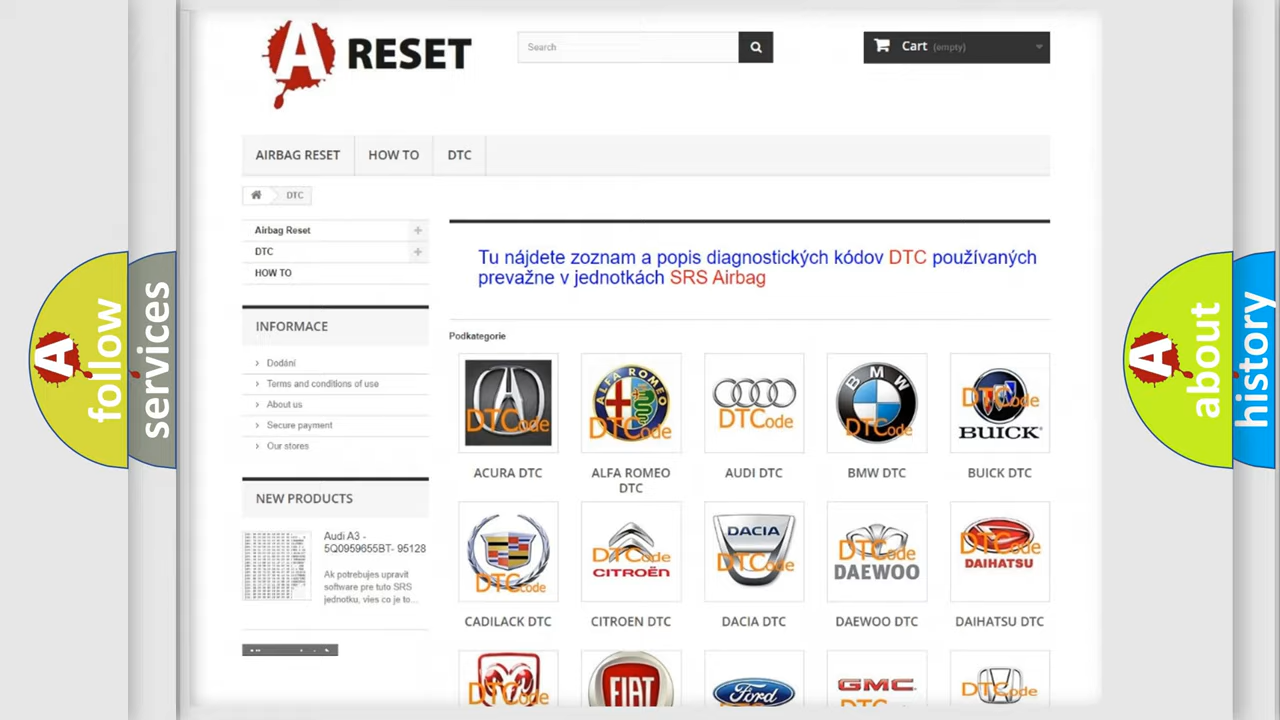 A RESET
Search
Cart (empty)
AIRBAG RESET
HOW TO
DTC
DTC
Airbag Reset
DTC
HOW TO
INFORMACE
Dodání
Terms and conditions of use
About us
Secure payment
Our stores
NEW PRODUCTS
Audi A3 -
5Q0959655BT- 95128
Ak potrebujes upravit
software pre tuto SRS
jednotku, vies co je to...
Tu nájdete zoznam a popis diagnostických kódov DTC používaných
prevažne v jednotkách SRS Airbag
Podkategorie
DTCode
ALFA ROMEO
DTCode
DTCode
BMW
DTCode
DTCode
BUICK
ACURA DTC
ALFA ROMEO
DTC
AUDI DTC
BMW DTC
BUICK DTC
DTCode
DTCode
CITROËN
DACIA
DTCode
DTCode
DAEWOO
DTCode
DAIHATSU
CADILACK DTC
CITROEN DTC
DACIA DTC
DAEWOO DTC
DAIHATSU DTC
DTCode
FIAT
Ford
GMC
DTCode
A
follow
services
A
about
history